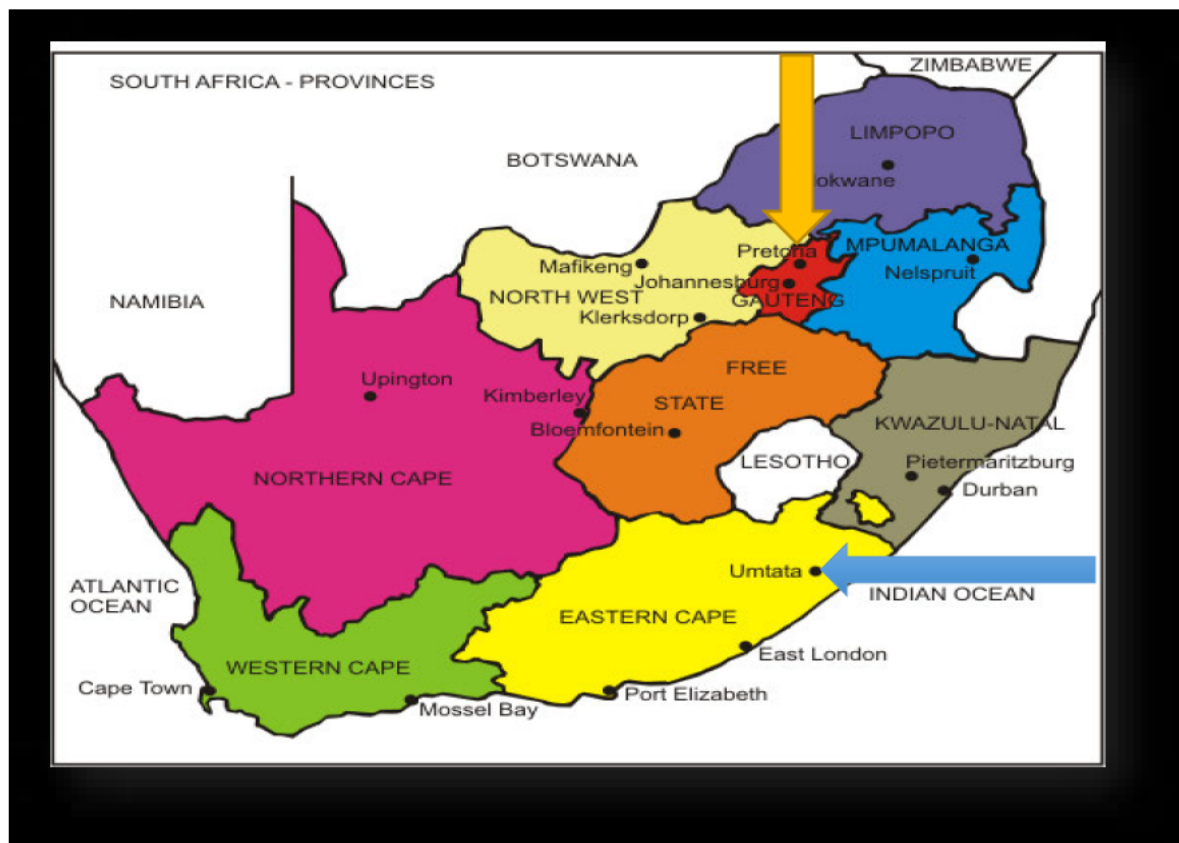 SOUTH AFRICA - PROVINCES
ZIMBABWE
LIMPOPO
BOTSWANA
Pretoria
MPUMALANGA
Mafikeng
Johannesburg
Nelspruit
NAMIBIA
NORTH WEST
GAUTENG
Klerksdorp
FREE
STATE
Upington
Kimberley
Bloemfontein
KWAZULU-NATAL
LESOTHO
Pietermaritzburg
Durban
NORTHERN CAPE
Umtata
ATLANTIC
OCEAN
INDIAN OCEAN
EASTERN CAPE
East London
WESTERN CAPE
Cape Town
Port Elizabeth
Mossel Bay